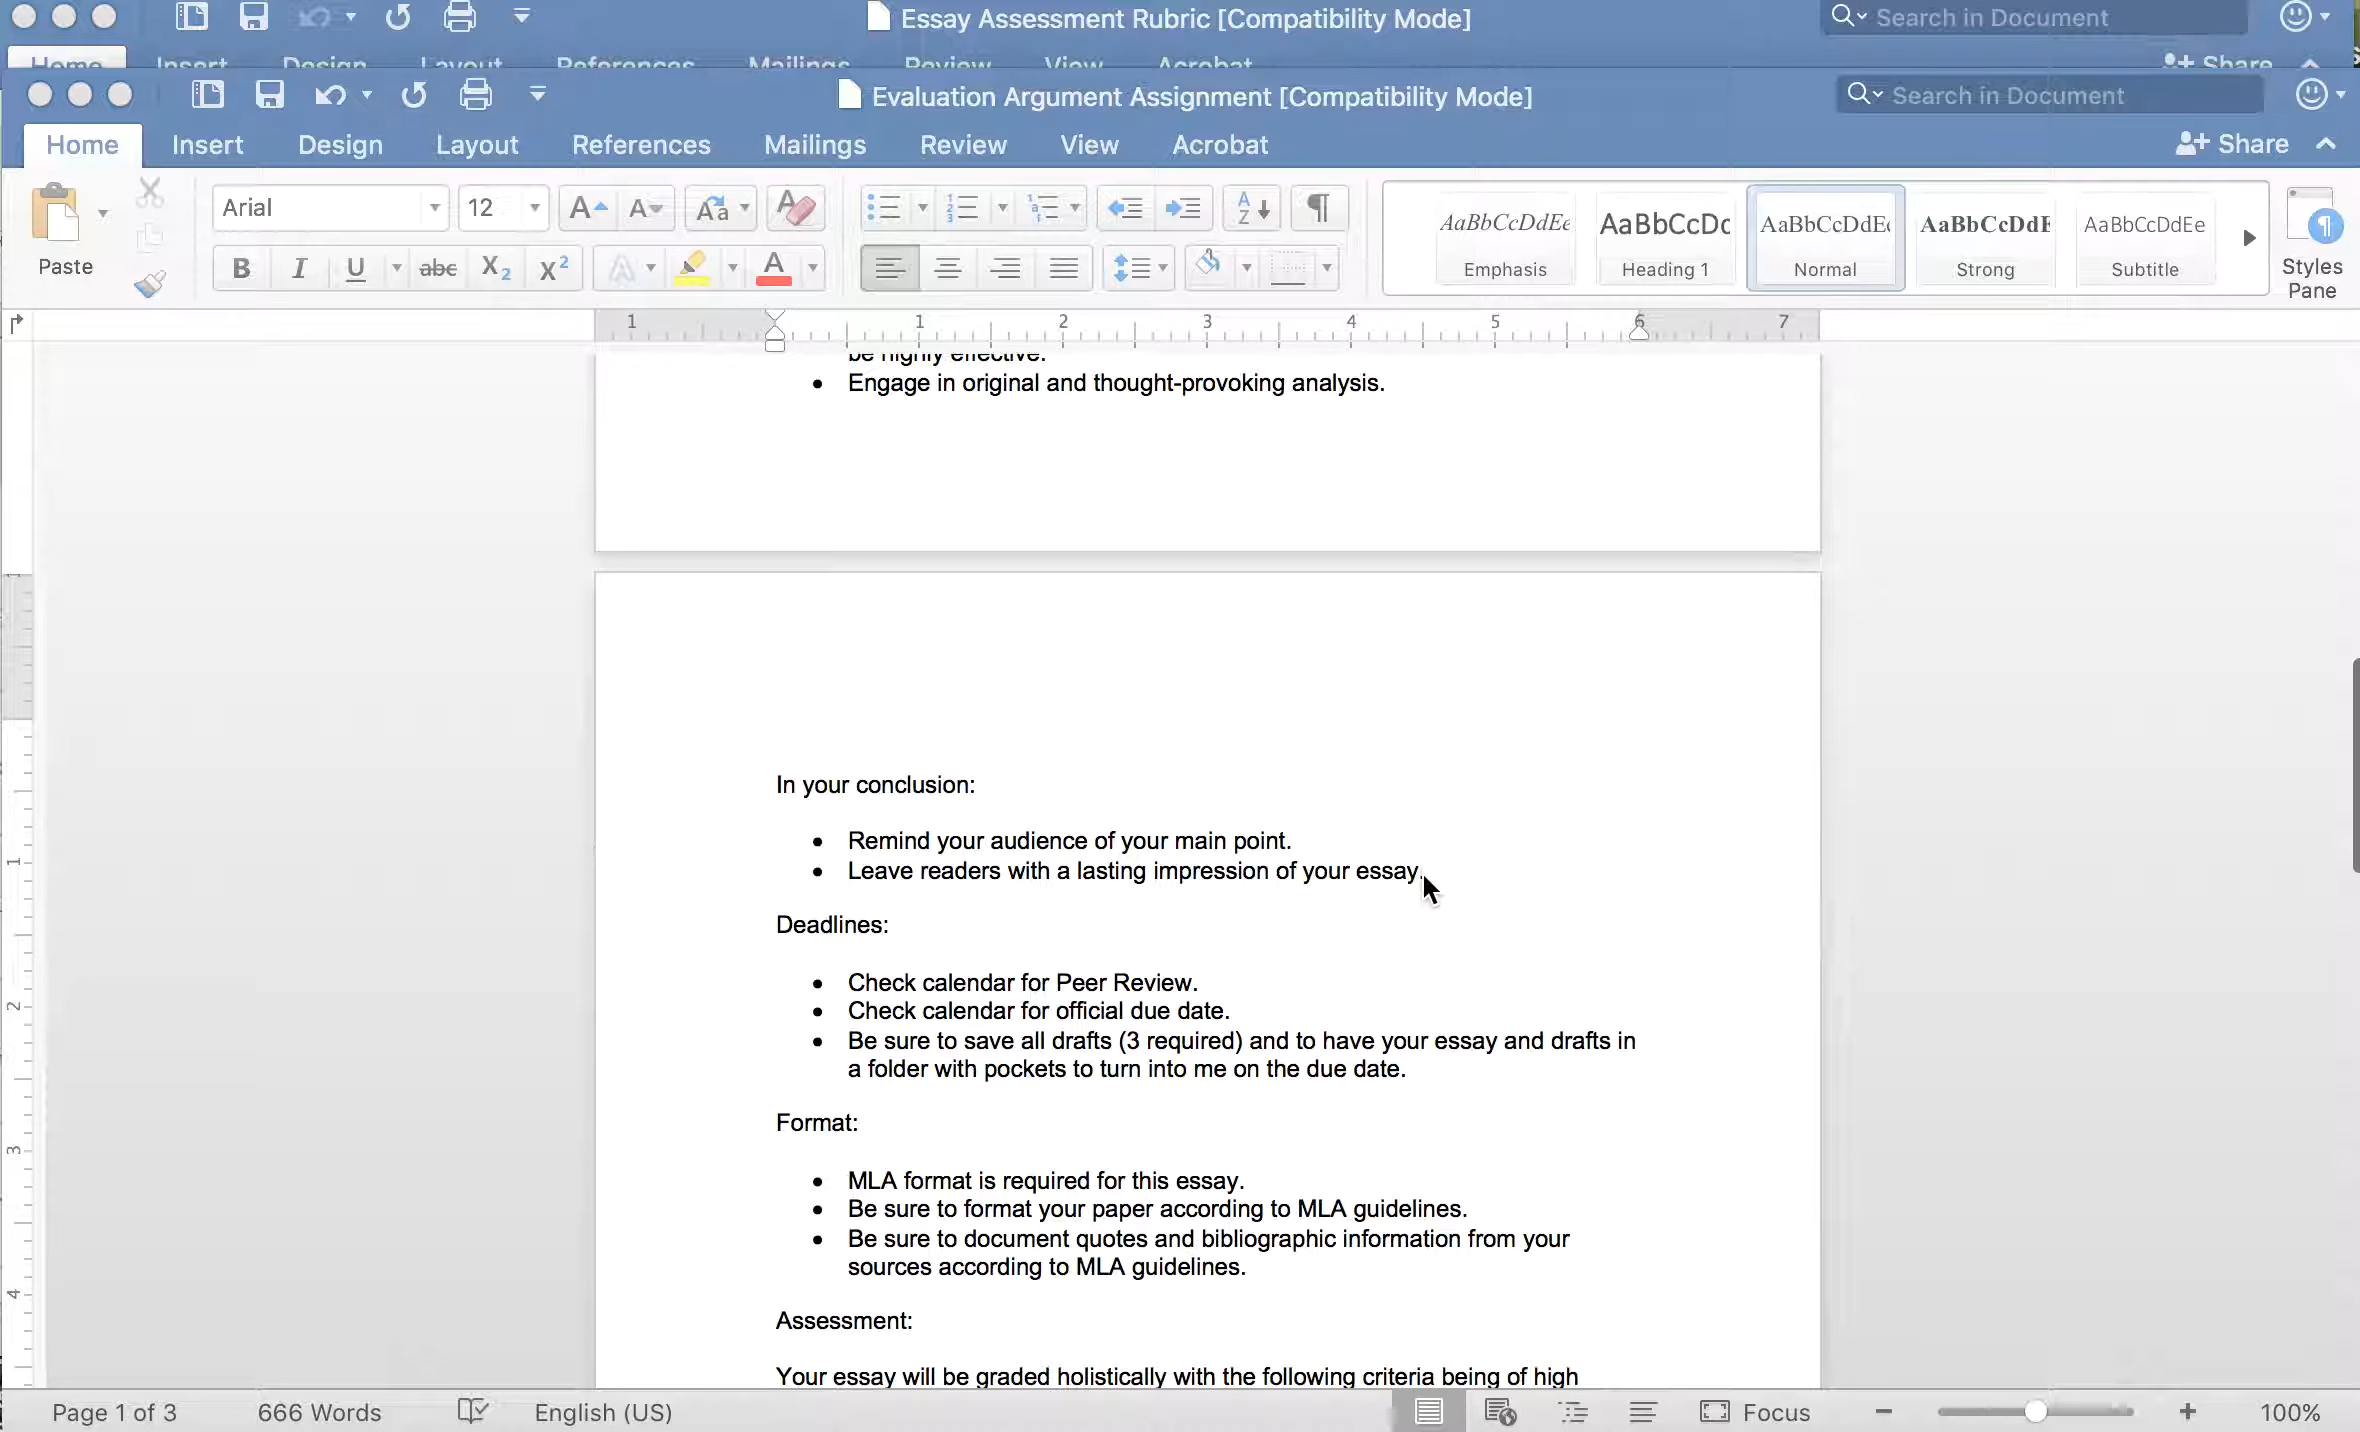 Essay Assessment Rubric [Compatibility Mode]
Search in Document
Home Insert Design Layout References Mailings Review View Acrobat
Share
Evaluation Argument Assignment [Compatibility Mode]
Search in Document
Home Insert Design Layout References Mailings Review View Acrobat
Share
Paste
Arial
12
AaBbCcDdEe
Emphasis
AaBbCcDc
Heading 1
AaBbCcDdEe
Normal
AaBbCcDdE
Strong
AaBbCcDdEe
Subtitle
Styles
Pane
1 1 2 3 4 5 6 7
be highly effective.
• Engage in original and thought-provoking analysis.
In your conclusion:
• Remind your audience of your main point.
• Leave readers with a lasting impression of your essay.
Deadlines:
• Check calendar for Peer Review.
• Check calendar for official due date.
• Be sure to save all drafts (3 required) and to have your essay and drafts in
a folder with pockets to turn into me on the due date.
Format:
• MLA format is required for this essay.
• Be sure to format your paper according to MLA guidelines.
• Be sure to document quotes and bibliographic information from your
sources according to MLA guidelines.
Assessment:
Your essay will be graded holistically with the following criteria being of high
1
2
3
4
Page 1 of 3 666 Words English (US) Focus 100%